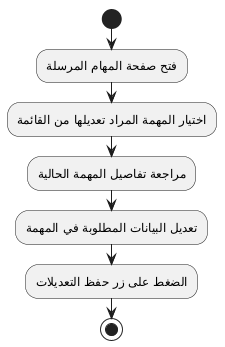 فتح صفحة المهام المرسلة
اختيار المهمة المراد تعديلها من القائمة
مراجعة تفاصيل المهمة الحالية
تعديل البيانات المطلوبة في المهمة
الضغط على زر حفظ التعديلات